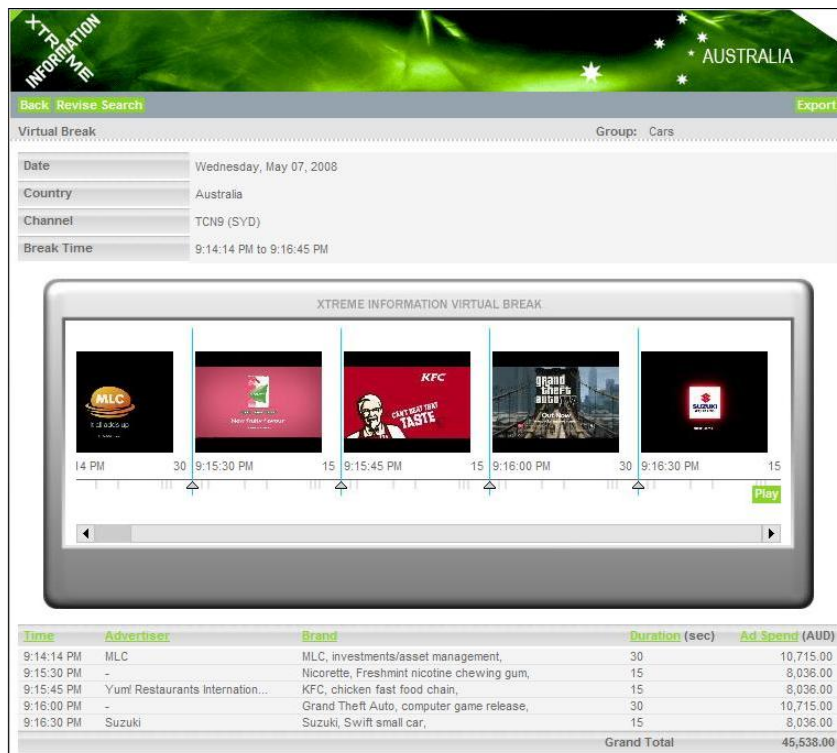 XTREME
INFORMATION
AUSTRALIA
Back Revise Search Export
Virtual Break Group: Cars
Date Wednesday, May 07, 2008
Country Australia
Channel TCN9 (SYD)
Break Time 9:14:14 PM to 9:16:45 PM
XTREME INFORMATION VIRTUAL BREAK
MLC
It all adds up
New fruity flavour
KFC
CAN'T BEAT THAT
TASTE
grand
theft
auto
Out Now
SUZUKI
14 PM 30 9:15:30 PM 15 9:15:45 PM 15 9:16:00 PM 30 9:16:30 PM 15
Play
Time Advertiser Brand Duration (sec) Ad Spend (AUD)
9:14:14 PM MLC MLC, investments/asset management, 30 10,715.00
9:15:30 PM - Nicorette, Freshmint nicotine chewing gum, 15 8,036.00
9:15:45 PM Yum! Restaurants Internation... KFC, chicken fast food chain, 15 8,036.00
9:16:00 PM - Grand Theft Auto, computer game release, 30 10,715.00
9:16:30 PM Suzuki Suzuki, Swift small car, 15 8,036.00
Grand Total 45,538.00